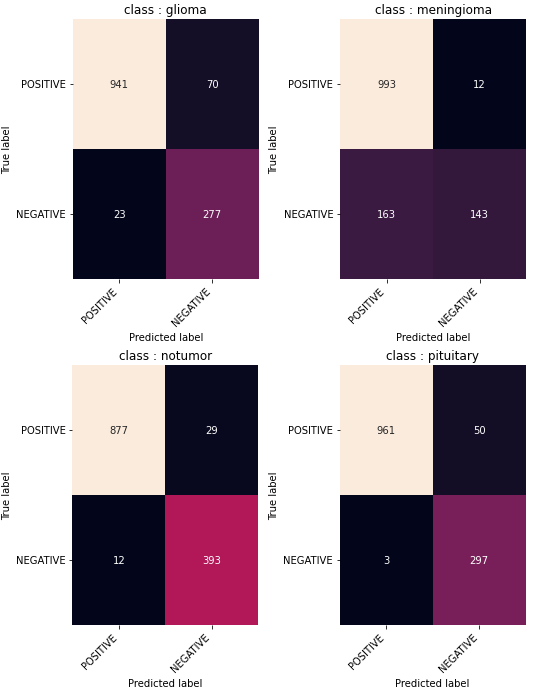 class : glioma
True label
POSITIVE
941 70
NEGATIVE
23 277
POSITIVE
NEGATIVE
Predicted label
class : meningioma
True label
POSITIVE
993 12
NEGATIVE
163 143
POSITIVE
NEGATIVE
Predicted label
class : notumor
True label
POSITIVE
877 29
NEGATIVE
12 393
POSITIVE
NEGATIVE
Predicted label
class : pituitary
True label
POSITIVE
961 50
NEGATIVE
3 297
POSITIVE
NEGATIVE
Predicted label